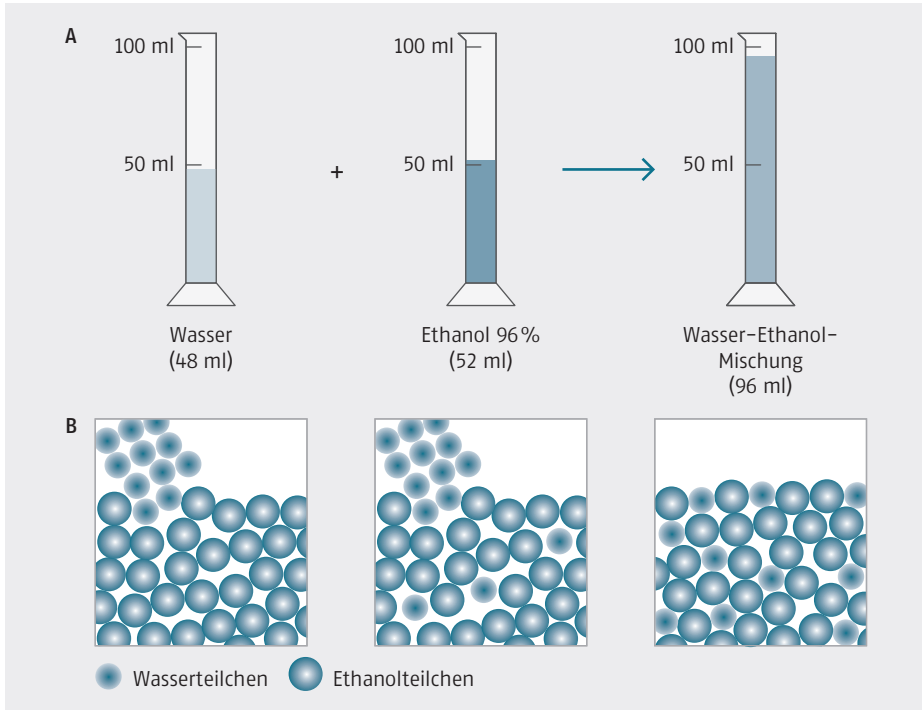 A
100 ml
50 ml
+
100 ml
50 ml
100 ml
50 ml
Wasser
(48 ml)
Ethanol 96%
(52 ml)
Wasser-Ethanol-
Mischung
(96 ml)
B
Wasserteilchen
Ethanolteilchen